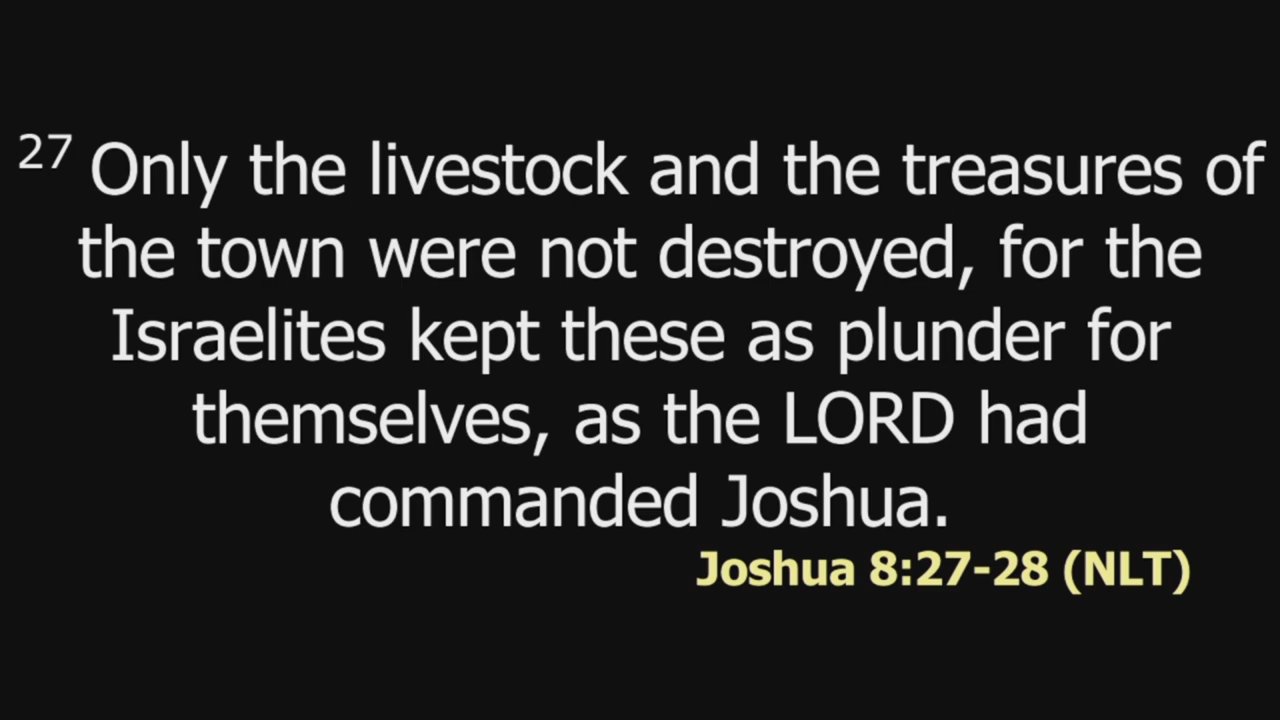 27 Only the livestock and the treasures of
the town were not destroyed, for the
Israelites kept these as plunder for
themselves, as the LORD had
commanded Joshua.
Joshua 8:27-28 (NLT)